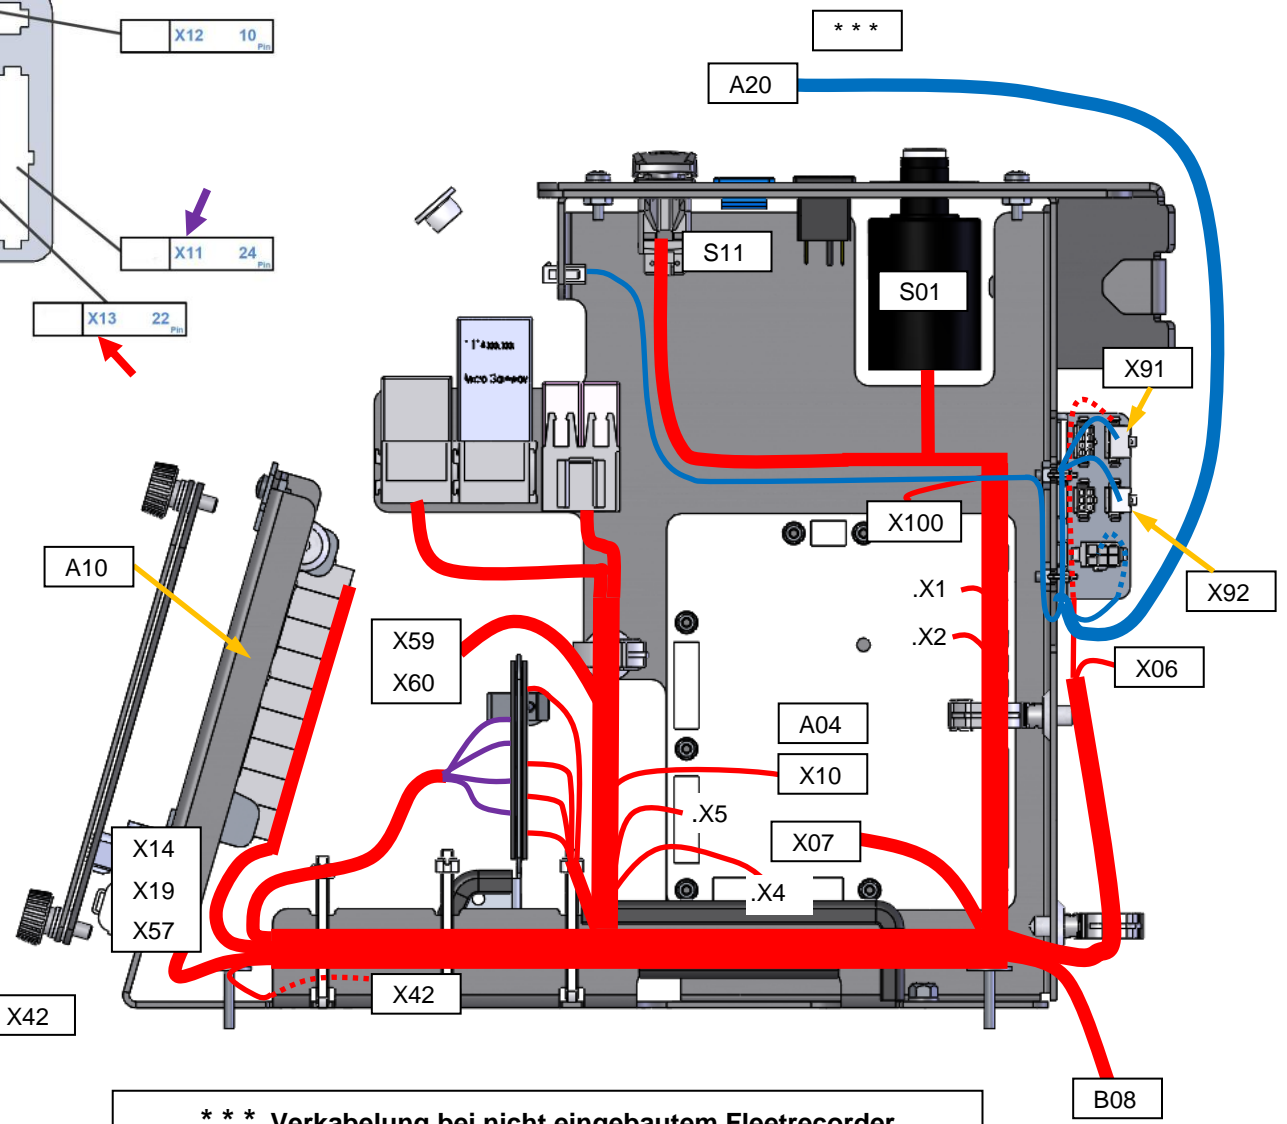 X12 10 Pin
* * *
A20
X11 24 Pin
S11
S01
X13 22 Pin
X91
X100
A10
X92
.X1
X59
.X2
X60
X06
A04
X10
.X5
X14
X07
X19
.X4
X57
X42
X42
B08
* * * Verkabelung bei nicht eingebautem Fleetrecorder